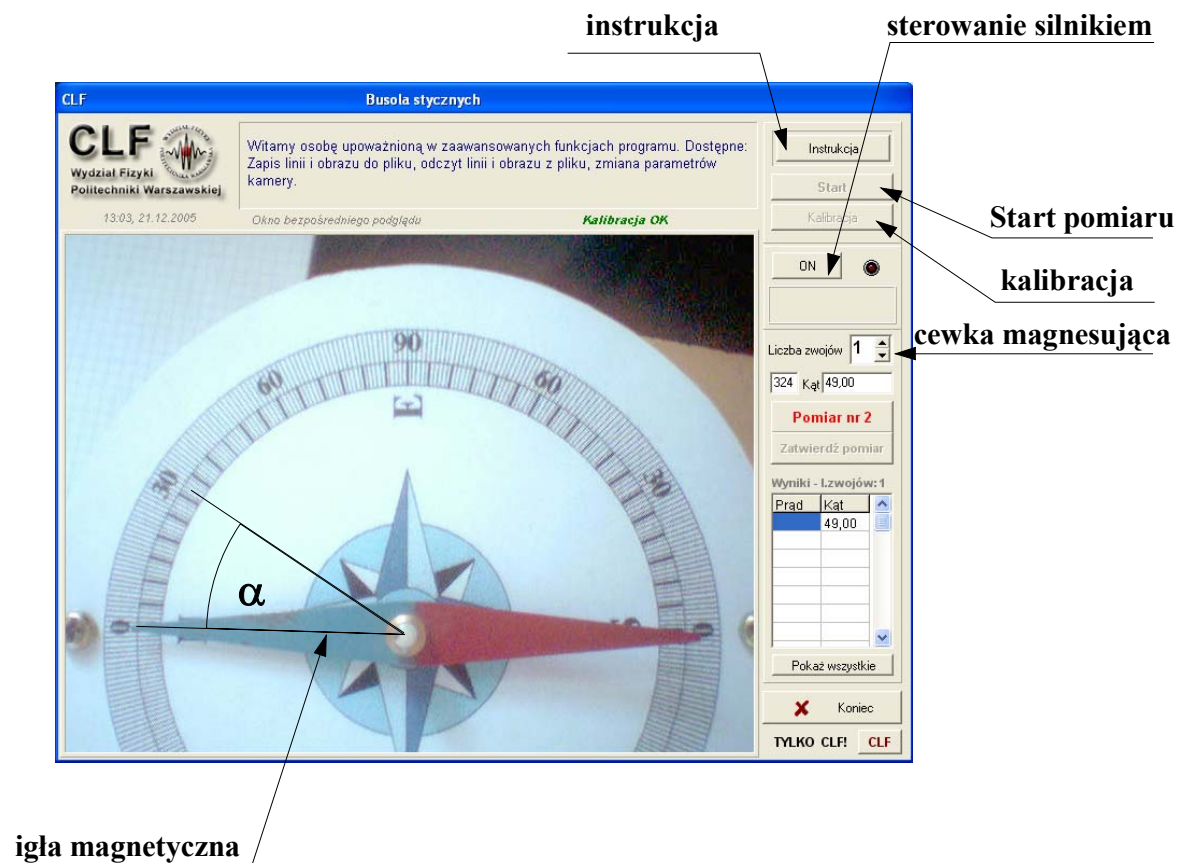 instrukcja
sterowanie silnikiem
CLF
Busola stycznych
CLF
Wydział Fizyki
Politechniki Warszawskiej
13:03, 21.12.2005
Witamy osobę upoważnioną w zaawansowanych funkcjach programu. Dostępne:
Zapis linii i obrazu do pliku, odczyt linii i obrazu z pliku, zmiana parametrów
kamery.
Okno bezpośredniego podglądu
Kalibracja OK
Instrukcja
Start
Kalibracja
Start pomiaru
ON
kalibracja
cewka magnesująca
Liczba zwojów 1
324 Kąt 49,00
Pomiar nr 2
Zatwierdź pomiar
Wyniki - l.zwojów: 1
Prąd Kąt
49,00
Pokaż wszystkie
Koniec
TYLKO CLF! CLF
90
60
60
E
30
30
α
0
0
igła magnetyczna